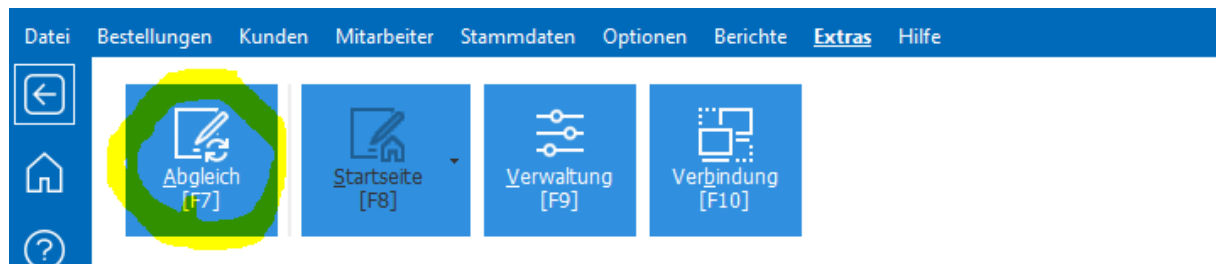 Datei Bestellungen Kunden Mitarbeiter Stammdaten Optionen Berichte Extras Hilfe
Abgleich Startseite Verwaltung Verbindung
[F7] [F8] [F9] [F10]
?